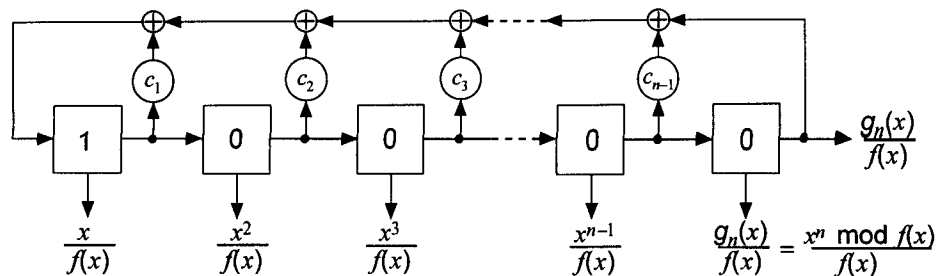 c₁ c₂ c₃ cₙ₋₁
1 0 0 0 0
gₙ(x)/f(x)
x/f(x) x²/f(x) x³/f(x) xⁿ⁻¹/f(x) gₙ(x)/f(x) = xⁿ mod f(x)/f(x)